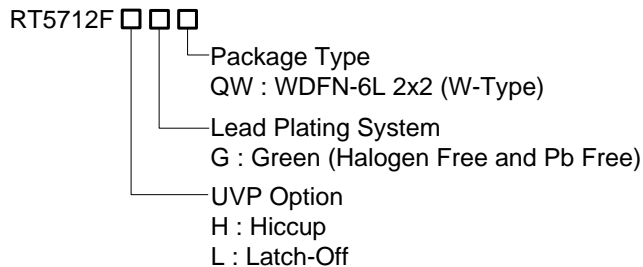 RT5712F
Package Type
QW : WDFN-6L 2x2 (W-Type)
Lead Plating System
G : Green (Halogen Free and Pb Free)
UVP Option
H : Hiccup
L : Latch-Off